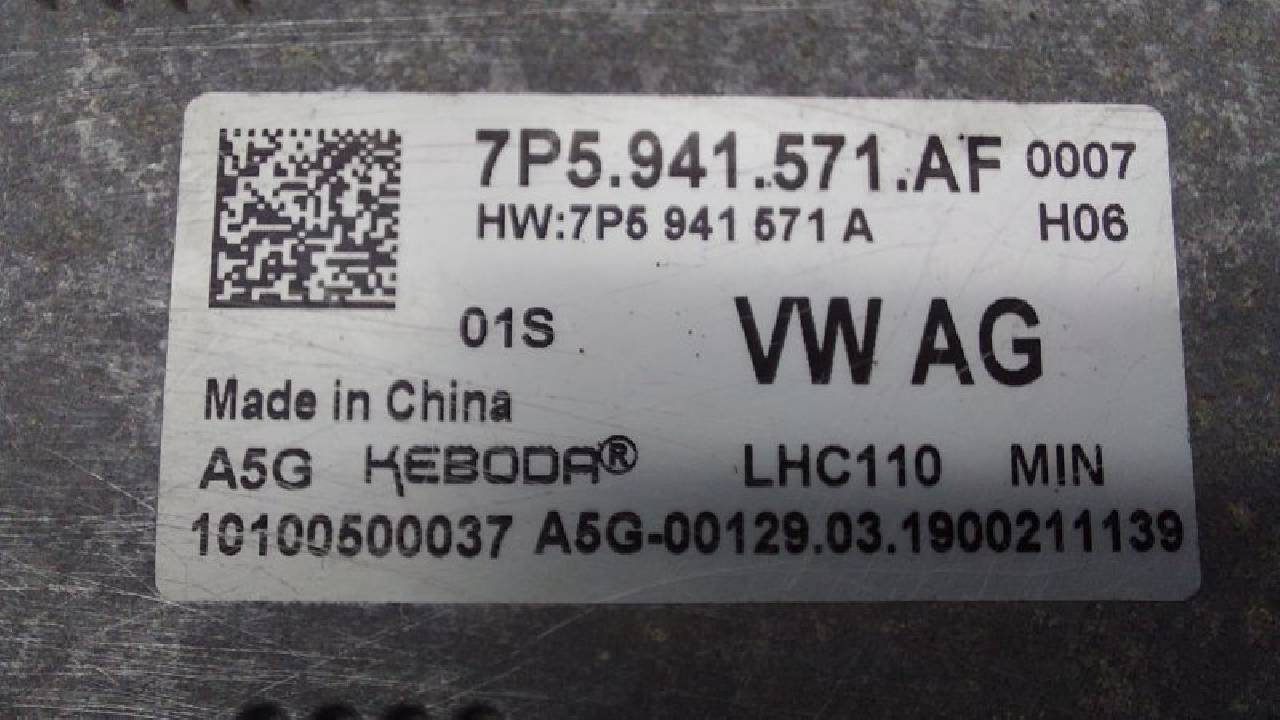 7P5.941.571.AF 0007
HW:7P5 941 571 A H06
01S VW AG
Made in China
A5G KEBODA® LHC110 MIN
10100500037 A5G-00129.03.1900211139